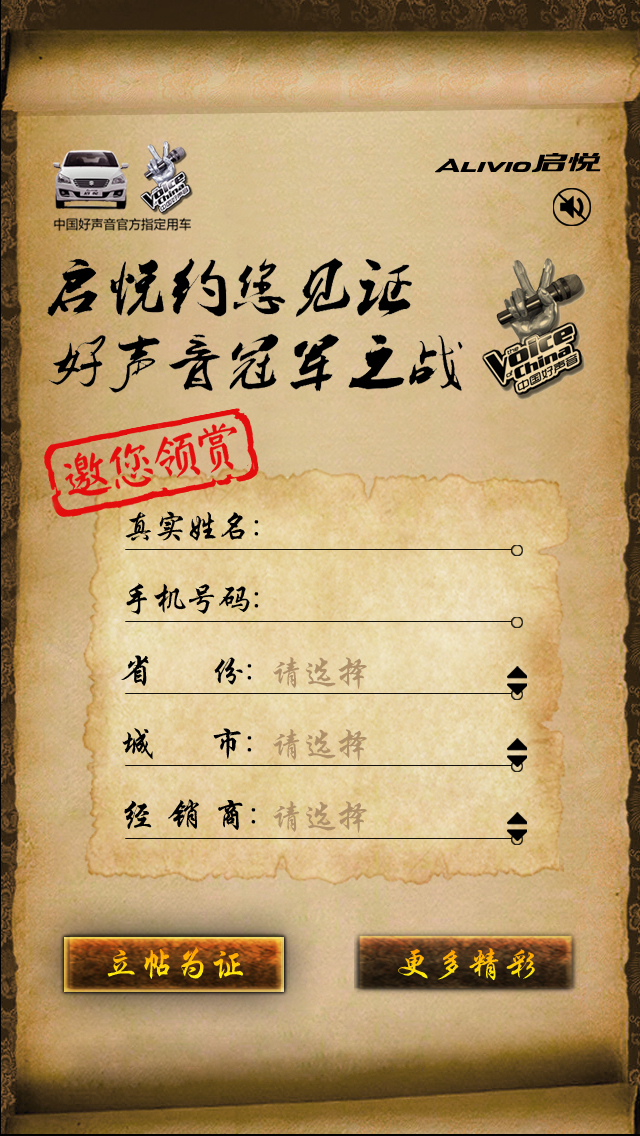 ALIVIO启悦
THE
Voice
of China
中国好声音
中国好声音官方指定用车
启悦约您见证
好声音冠军之战
THE
Voice
of China
中国好声音
邀您领赏
真实姓名:
手机号码:
省 份: 请选择
城 市: 请选择
经 销 商: 请选择
立帖为证
更多精彩